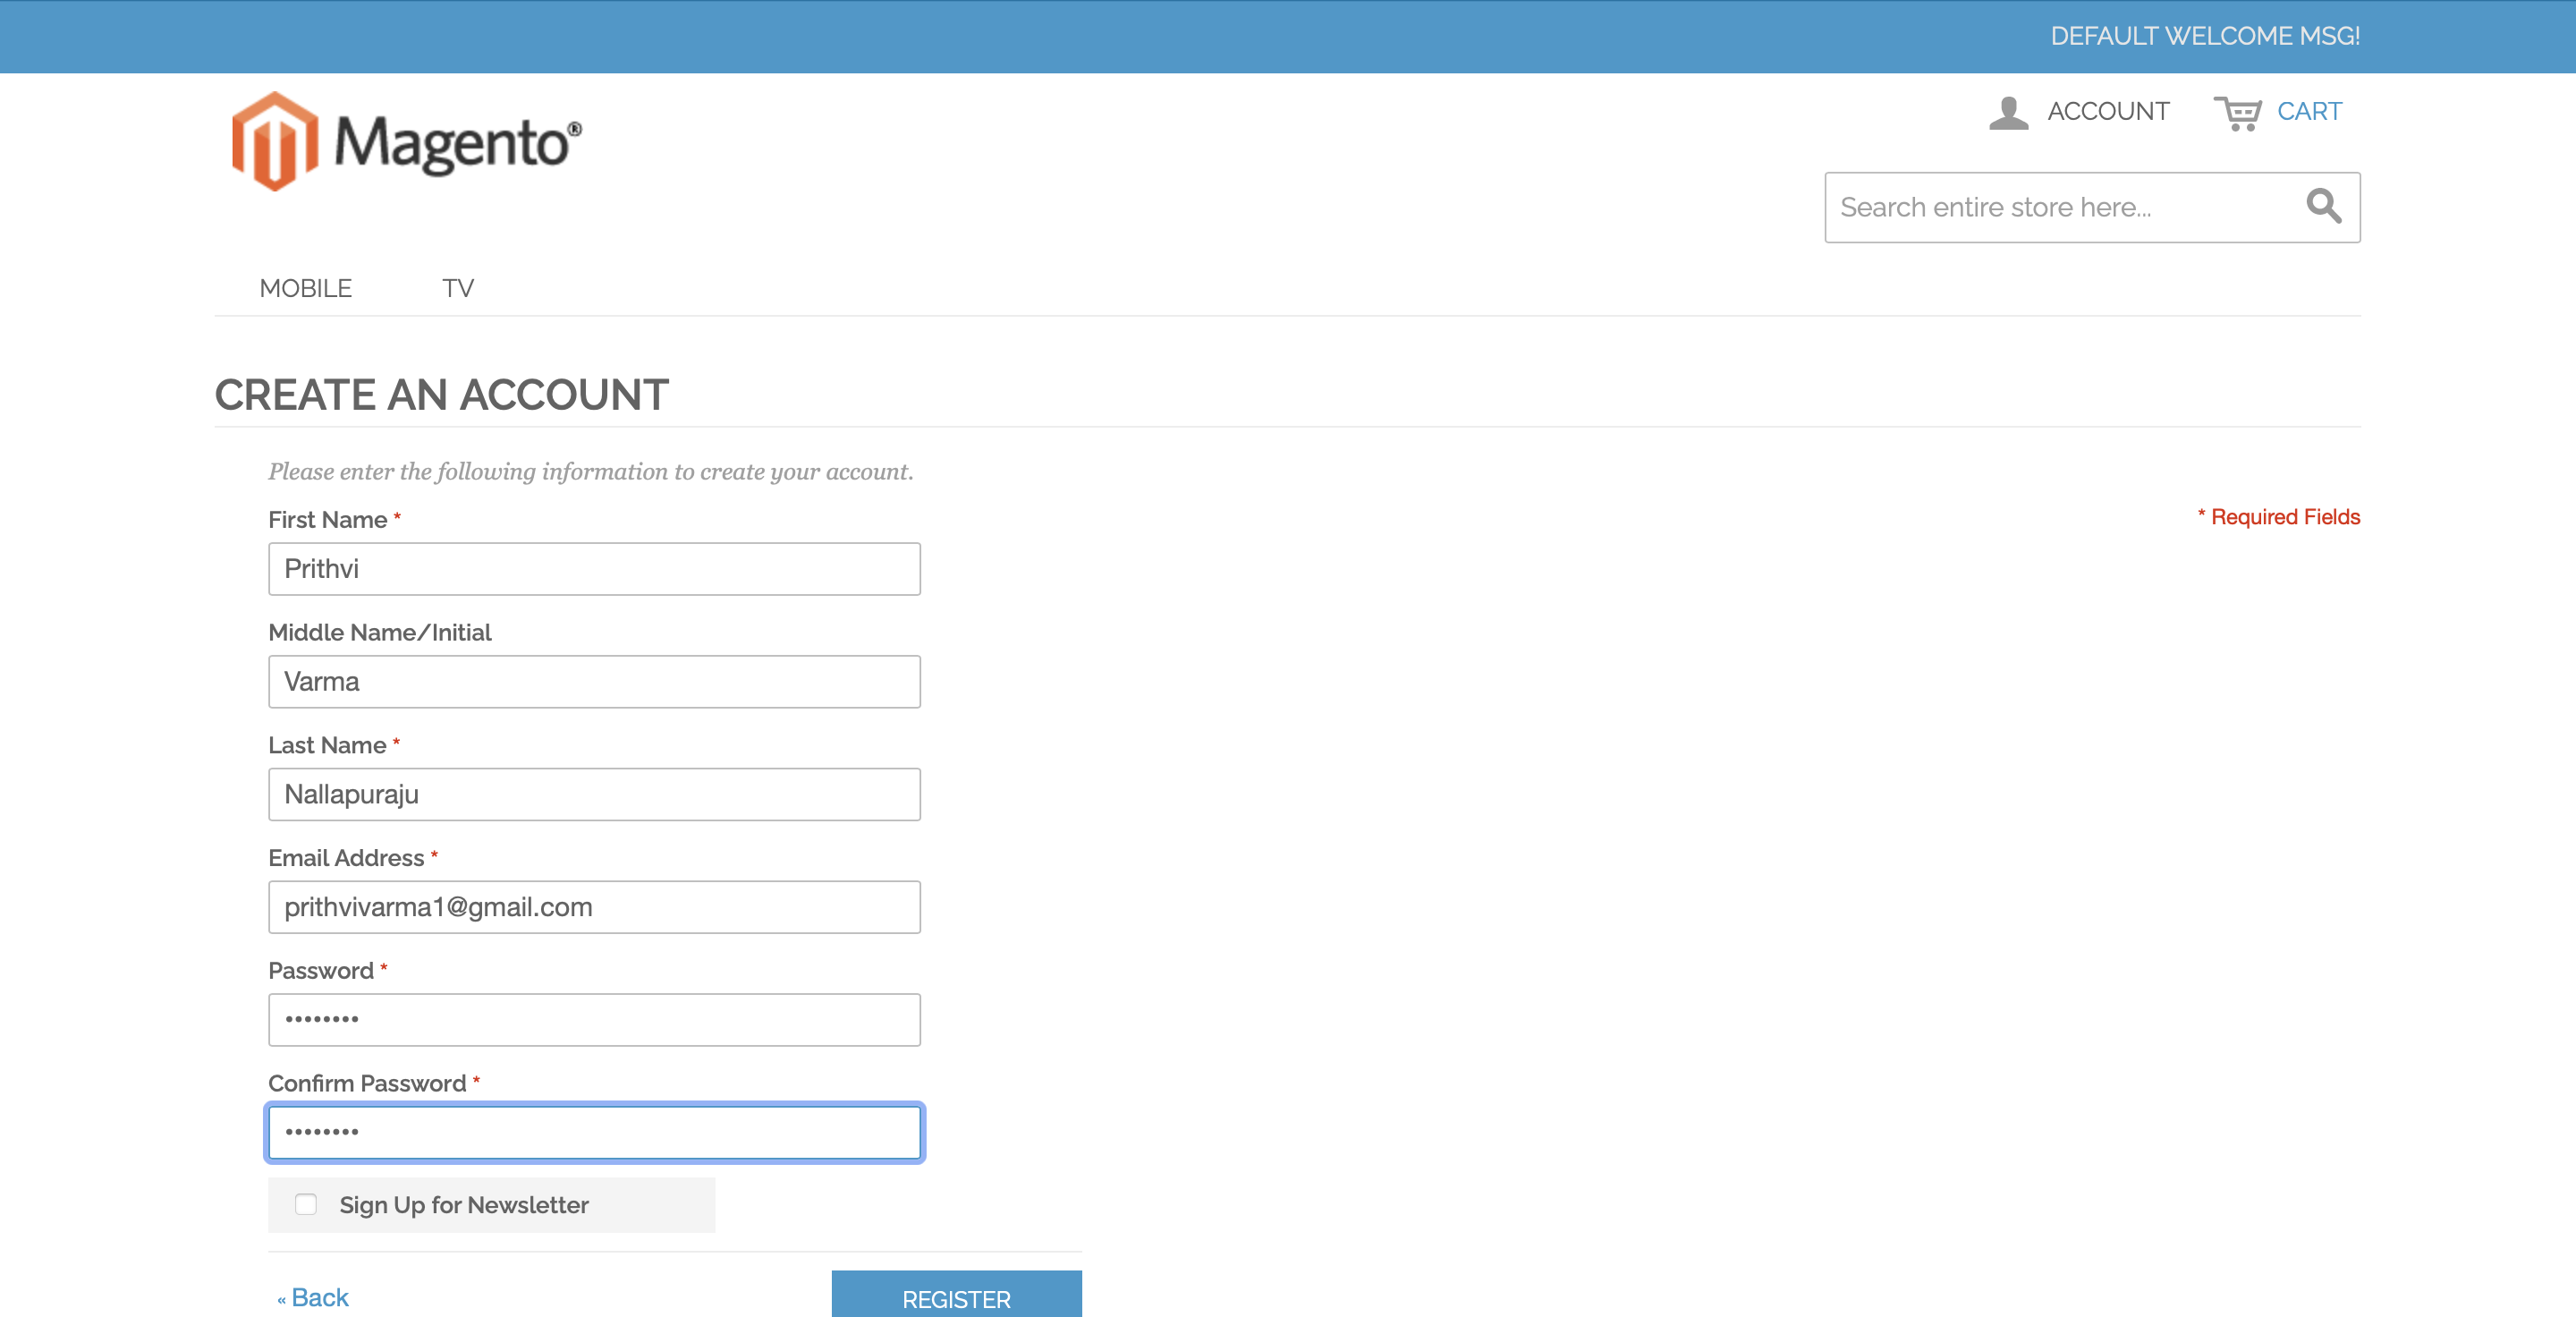 DEFAULT WELCOME MSG!
Magento®
ACCOUNT CART
Search entire store here...
MOBILE TV
CREATE AN ACCOUNT
Please enter the following information to create your account.
First Name *
* Required Fields
Prithvi
Middle Name/Initial
Varma
Last Name *
Nallapuraju
Email Address *
prithvivarma1@gmail.com
Password *
••••••••
Confirm Password *
••••••••
Sign Up for Newsletter
« Back
REGISTER